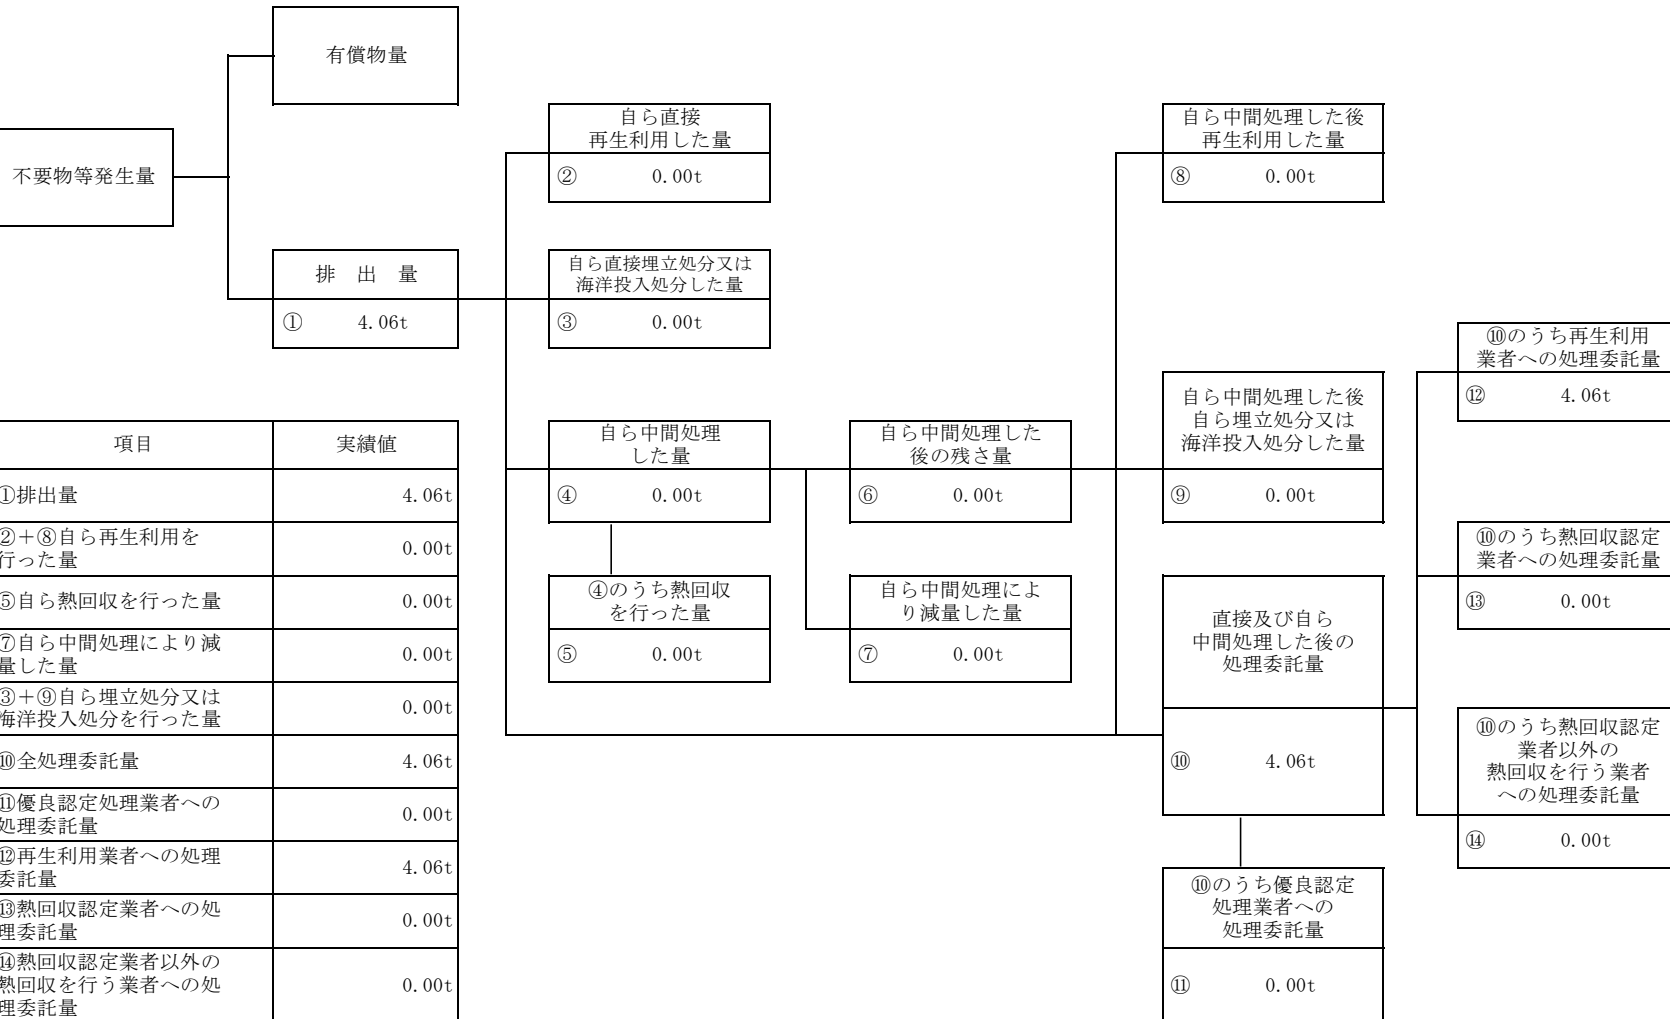 有償物量
不要物等発生量
排　出　量
① 4.06t
自ら直接
再生利用した量
② 0.00t
自ら直接埋立処分又は
海洋投入処分した量
③ 0.00t
自ら中間処理
した量
④ 0.00t
④のうち熱回収
を行った量
⑤ 0.00t
自ら中間処理した
後の残さ量
⑥ 0.00t
自ら中間処理によ
り減量した量
⑦ 0.00t
自ら中間処理した後
再生利用した量
⑧ 0.00t
自ら中間処理した後
自ら埋立処分又は
海洋投入処分した量
⑨ 0.00t
直接及び自ら
中間処理した後の
処理委託量
⑩ 4.06t
⑩のうち優良認定
処理業者への
処理委託量
⑪ 0.00t
⑩のうち再生利用
業者への処理委託量
⑫ 4.06t
⑩のうち熱回収認定
業者への処理委託量
⑬ 0.00t
⑩のうち熱回収認定
業者以外の
熱回収を行う業者
への処理委託量
⑭ 0.00t
項目 実績値
①排出量 4.06t
②＋⑧自ら再生利用を
行った量 0.00t
⑤自ら熱回収を行った量 0.00t
⑦自ら中間処理により減
量した量 0.00t
③＋⑨自ら埋立処分又は
海洋投入処分を行った量 0.00t
⑩全処理委託量 4.06t
⑪優良認定処理業者への
処理委託量 0.00t
⑫再生利用業者への処理
委託量 4.06t
⑬熱回収認定業者への処
理委託量 0.00t
⑭熱回収認定業者以外の
熱回収を行う業者への処
理委託量 0.00t